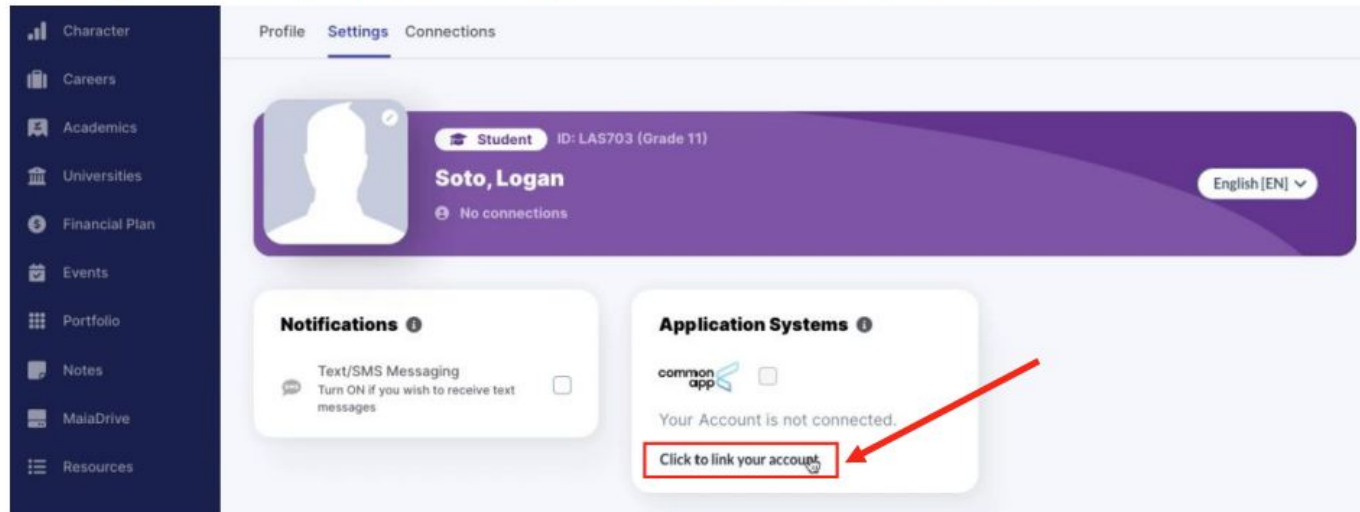 Character
Careers
Academics
Universities
Financial Plan
Events
Portfolio
Notes
MaiaDrive
Resources
Profile Settings Connections
Student ID: LAS703 (Grade 11)
Soto, Logan
No connections
English [EN]
Notifications
Text/SMS Messaging
Turn ON if you wish to receive text
messages
Application Systems
common
app
Your Account is not connected.
Click to link your account